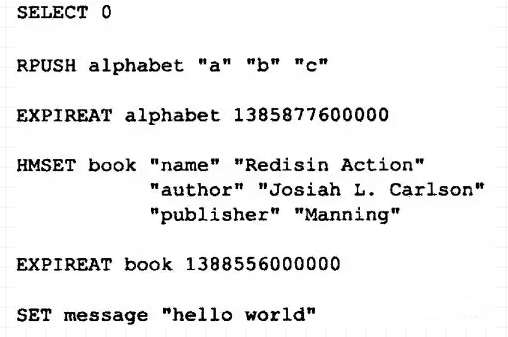 SELECT 0
RPUSH alphabet "a" "b" "c"
EXPIREAT alphabet 1385877600000
HMSET book "name" "Redisin Action"
"author" "Josiah L. Carlson"
"publisher" "Manning"
EXPIREAT book 1388556000000
SET message "hello world"